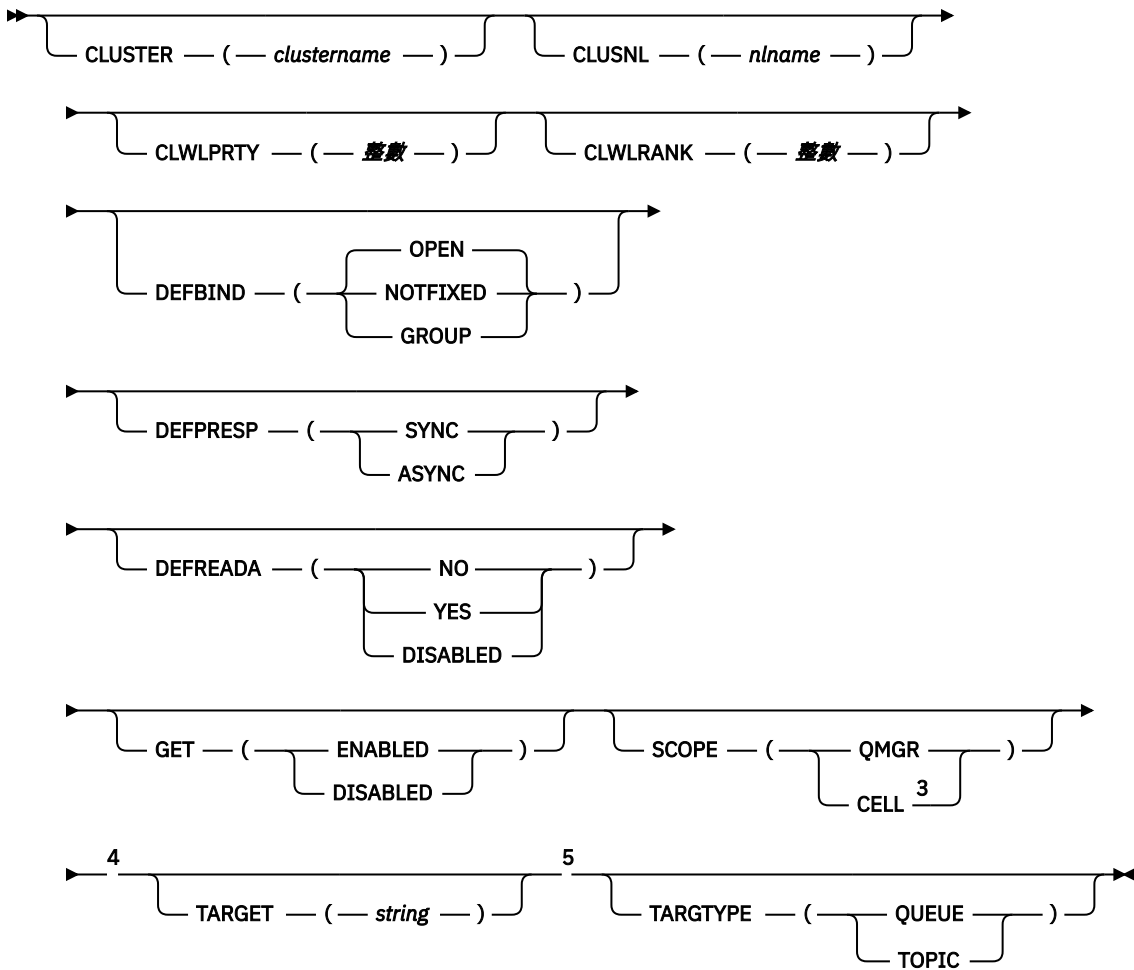 CLUSTER ( clustername ) CLUSNL ( nlname )
CLWLPRTY ( 整數 ) CLWLRANK ( 整數 )
OPEN
DEFBIND ( NOTFIXED )
GROUP
DEFPRESP ( SYNC )
ASYNC
DEFREADA ( NO )
YES
DISABLED
GET ( ENABLED ) SCOPE ( QMGR )
DISABLED CELL 3
4 5
TARGET ( string ) TARGTYPE ( QUEUE )
TOPIC